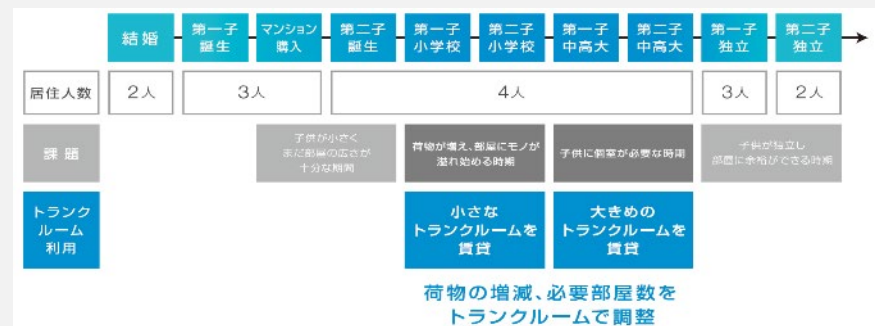 結婚
第一子
誕生
マンション
購入
第二子
誕生
第一子
小学校
第二子
小学校
第一子
中高大
第二子
中高大
第一子
独立
第二子
独立
居住人数
2人
3人
4人
3人
2人
課題
子供が小さく
まだ部屋の広さが
十分な期間
荷物が増え、部屋にモノが
溢れ始める時期
子供に個室が必要な時期
子供が独立し
部屋に余裕ができる時期
トランク
ルーム
利用
小さな
トランクルームを
賃貸
大きめの
トランクルームを
賃貸
荷物の増減、必要部屋数を
トランクルームで調整